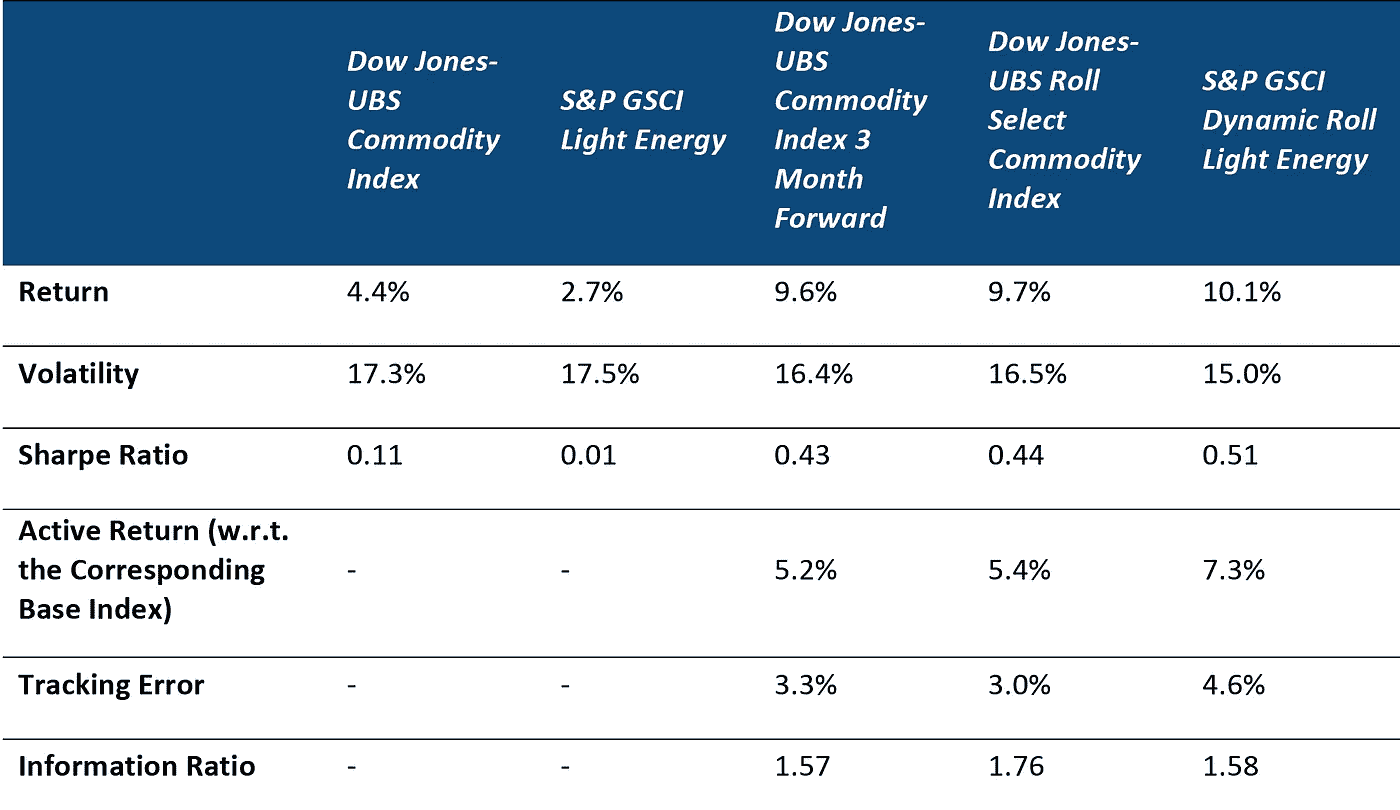 Dow Jones-
UBS
Commodity
Index
S&P GSCI
Light Energy
Dow Jones-
UBS
Commodity
Index 3
Month
Forward
Dow Jones-
UBS Roll
Select
Commodity
Index
S&P GSCI
Dynamic Roll
Light Energy
Return 4.4% 2.7% 9.6% 9.7% 10.1%
Volatility 17.3% 17.5% 16.4% 16.5% 15.0%
Sharpe Ratio 0.11 0.01 0.43 0.44 0.51
Active Return (w.r.t.
the Corresponding - - 5.2% 5.4% 7.3%
Base Index)
Tracking Error - - 3.3% 3.0% 4.6%
Information Ratio - - 1.57 1.76 1.58